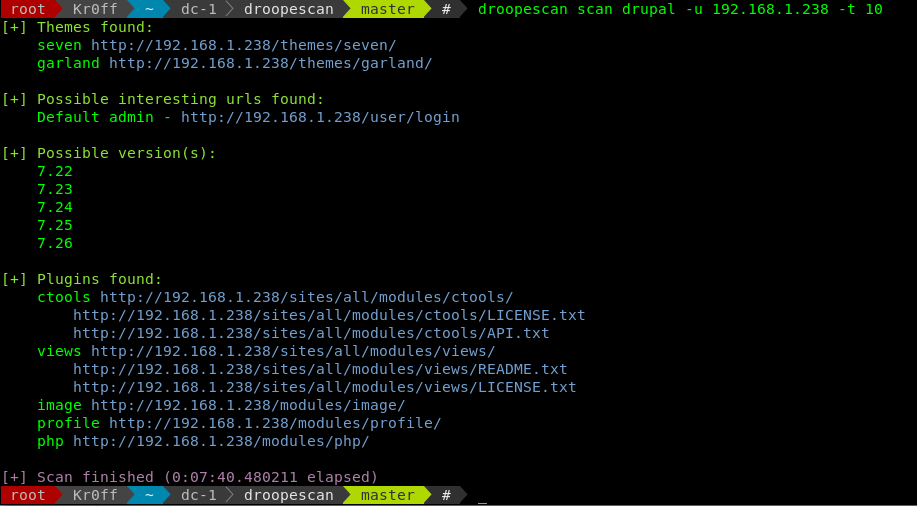 root Kr0ff ~ dc-1 droopescan master # droopescan scan drupal -u 192.168.1.238 -t 10
[+] Themes found:
    seven http://192.168.1.238/themes/seven/
    garland http://192.168.1.238/themes/garland/

[+] Possible interesting urls found:
    Default admin - http://192.168.1.238/user/login

[+] Possible version(s):
    7.22
    7.23
    7.24
    7.25
    7.26

[+] Plugins found:
    ctools http://192.168.1.238/sites/all/modules/ctools/
        http://192.168.1.238/sites/all/modules/ctools/LICENSE.txt
        http://192.168.1.238/sites/all/modules/ctools/API.txt
    views http://192.168.1.238/sites/all/modules/views/
        http://192.168.1.238/sites/all/modules/views/README.txt
        http://192.168.1.238/sites/all/modules/views/LICENSE.txt
    image http://192.168.1.238/modules/image/
    profile http://192.168.1.238/modules/profile/
    php http://192.168.1.238/modules/php/

[+] Scan finished (0:07:40.480211 elapsed)
root Kr0ff ~ dc-1 droopescan master # _